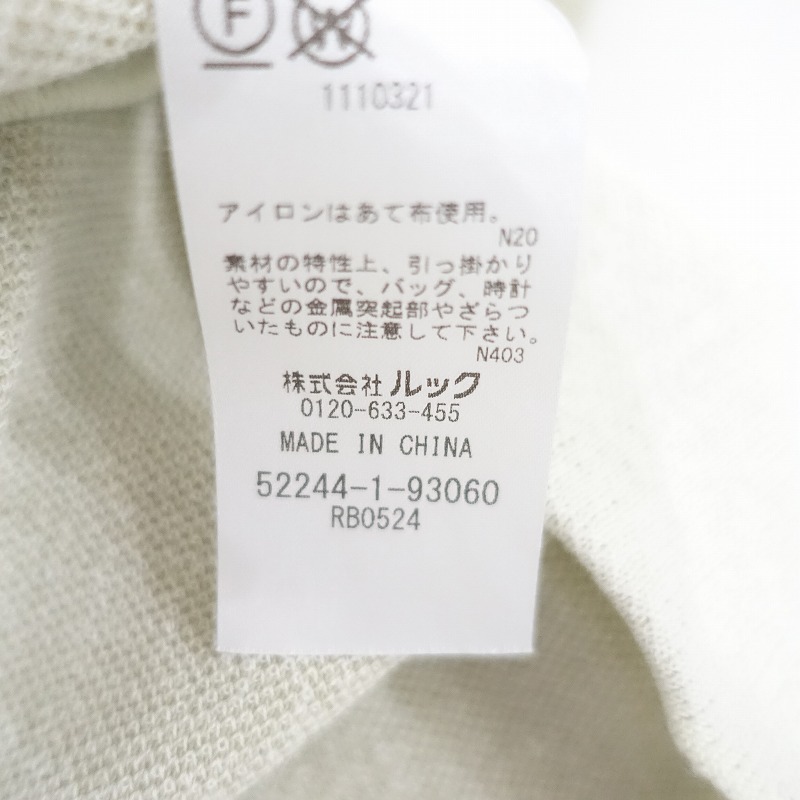 F
W
1110321
アイロンはあて布使用。
N20
素材の特性上、引っ掛かり
やすいので、バッグ、時計
などの金属突起部やざらつ
いたものに注意して下さい。
N403
株式会社ルック
0120-633-455
MADE IN CHINA
52244-1-93060
RB0524